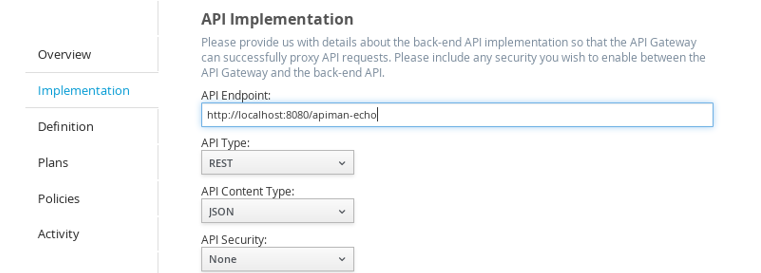 API Implementation
Please provide us with details about the back-end API implementation so that the API Gateway
can successfully proxy API requests. Please include any security you wish to enable between the
API Gateway and the back-end API.
Overview
Implementation
Definition
Plans
Policies
Activity
API Endpoint:
http://localhost:8080/apiman-echo
API Type:
REST
API Content Type:
JSON
API Security:
None